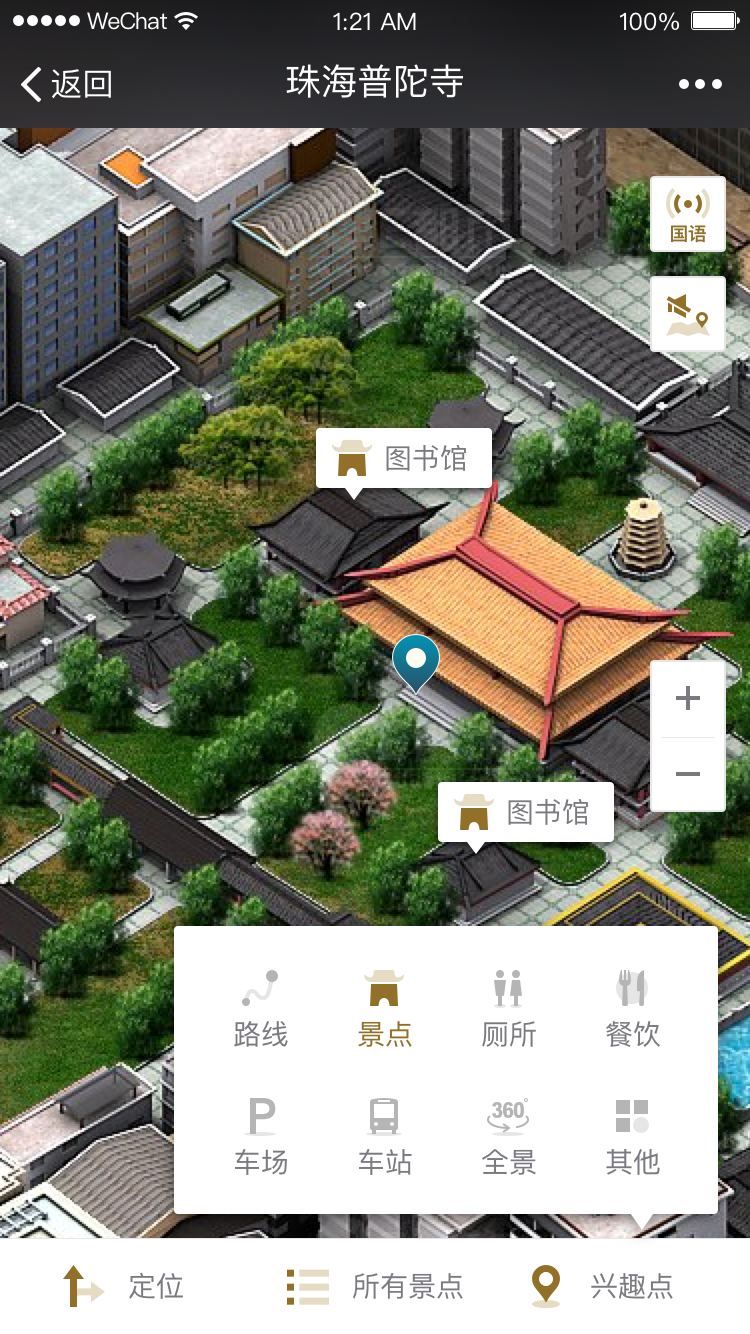 WeChat 1:21 AM 100%
返回 珠海普陀寺
国语
图书馆
图书馆
路线 景点 厕所 餐饮
P 360°
车场 车站 全景 其他
定位 所有景点 兴趣点